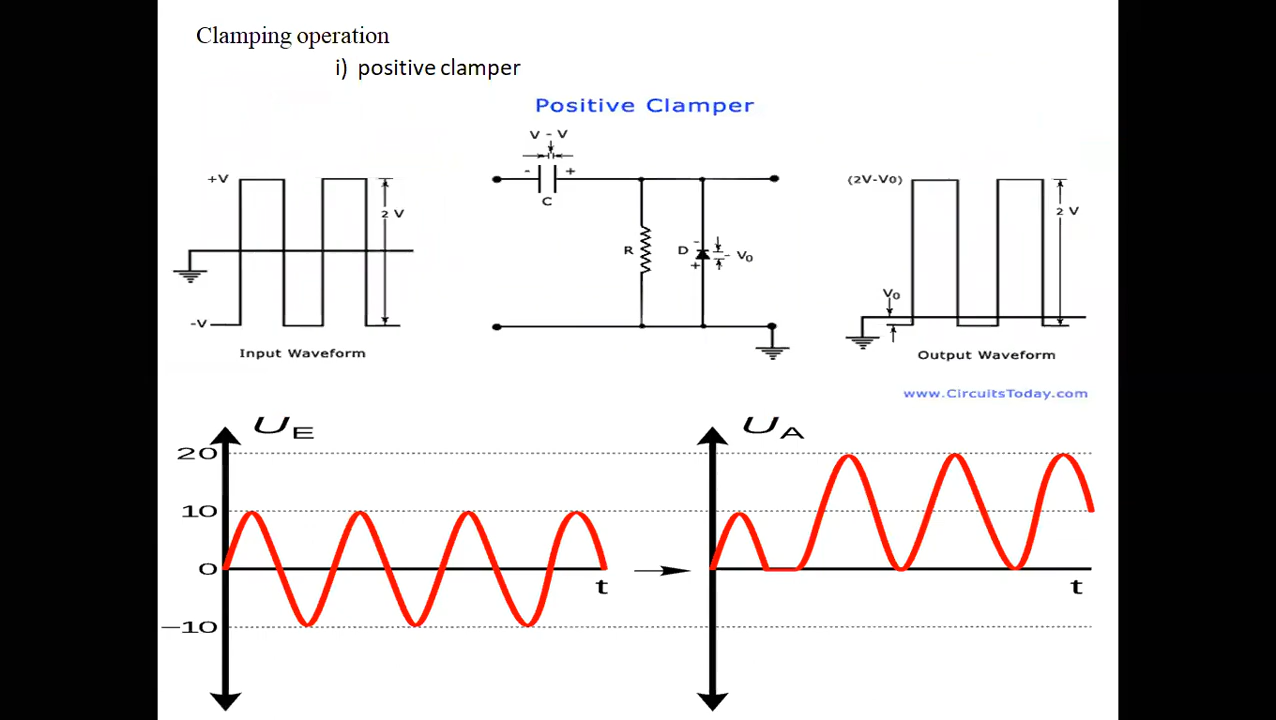 Clamping operation
i) positive clamper
Positive Clamper
V - V
- +
C
+V
2 V
-V
Input Waveform
R
D
-
+
- V0
(2V-V0)
2 V
V0
Output Waveform
www.CircuitsToday.com
UE
UA
20
10
0
t
t
-10